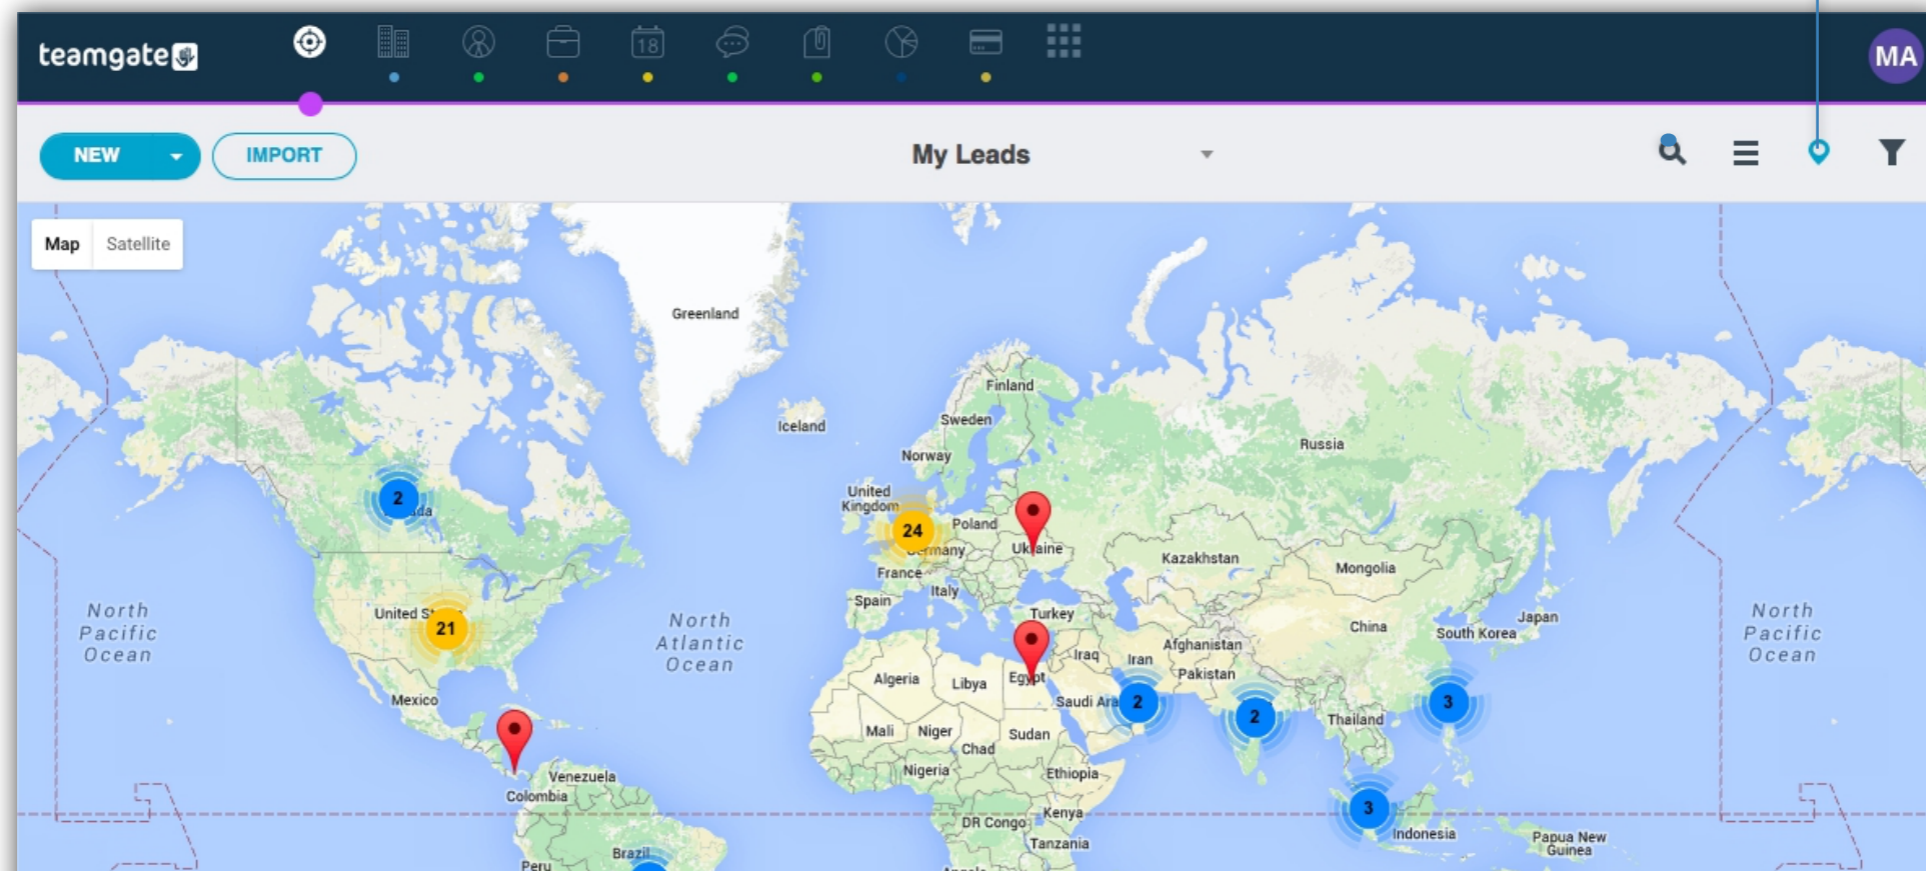 teamgate
18
MA
NEW
IMPORT
My Leads
Map
Satellite
Greenland
Finland
Iceland
Sweden
Russia
Norway
United
Kingdom
2
24
Poland
Ukraine
Kazakhstan
Mongolia
France
Italy
Spain
North
Pacific
Ocean
United
21
North
Atlantic
Ocean
Turkey
China
South Korea
Japan
North
Pacific
Ocean
Afghanistan
Iraq
Iran
Pakistan
Algeria
Libya
Egypt
Saudi
2
2
3
Mexico
Mali
Niger
Chad
Sudan
Thailand
Nigeria
Ethiopia
Venezuela
Colombia
DR Congo
Kenya
3
Indonesia
Papua New
Guinea
Tanzania
Brazil
Peru